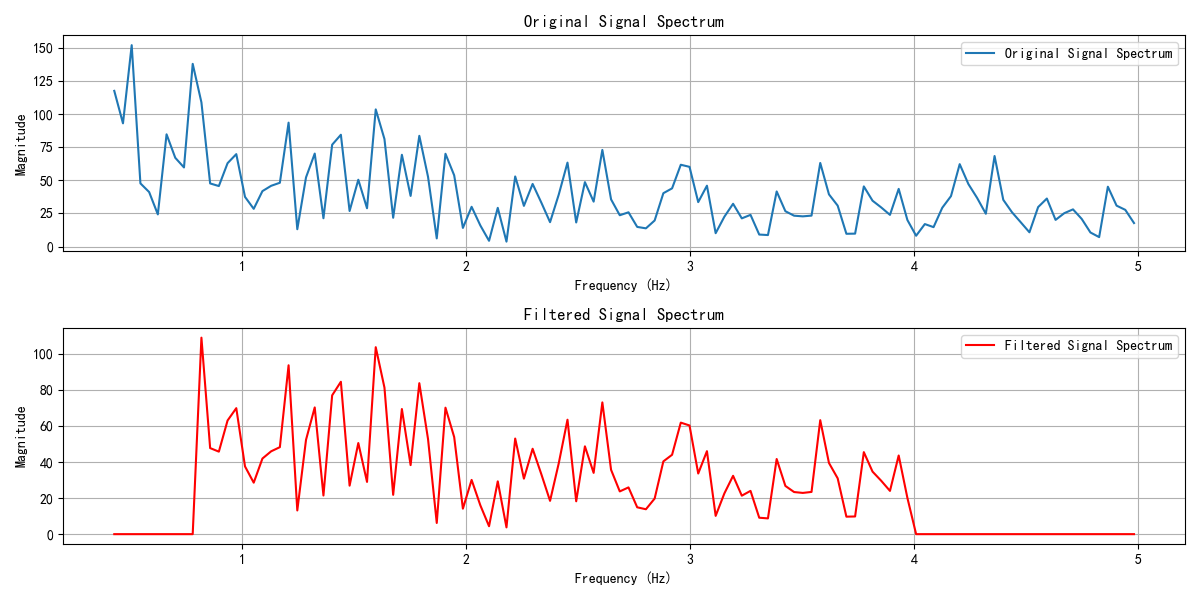 Original Signal Spectrum
Original Signal Spectrum
Magnitude
150
125
100
75
50
25
0
1
2
3
4
5
Frequency (Hz)
Filtered Signal Spectrum
Filtered Signal Spectrum
Magnitude
100
80
60
40
20
0
1
2
3
4
5
Frequency (Hz)